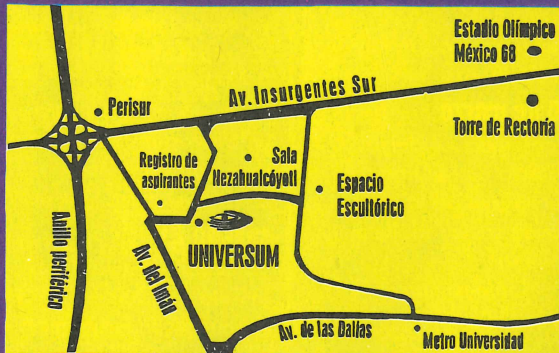 Estadio Olímpico
México 68
Perisur
Av. Insurgentes Sur
Torre de Rectoría
Registro de
aspirantes
Sala
Nezahualcóyotl
Espacio
Escultórico
Anillo periférico
Av. del Imán
UNIVERSUM
Av. de las Dalias
Metro Universidad